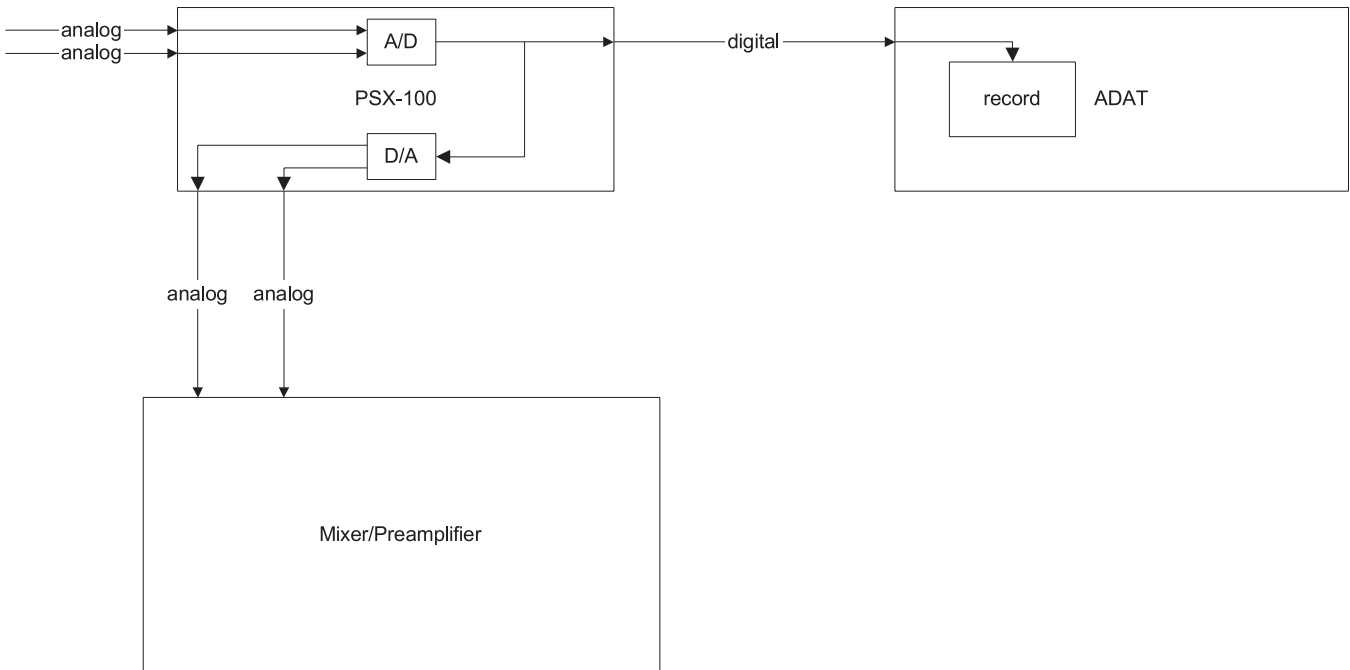 analog
analog
A/D
digital
PSX-100
record
ADAT
D/A
analog
analog
Mixer/Preamplifier